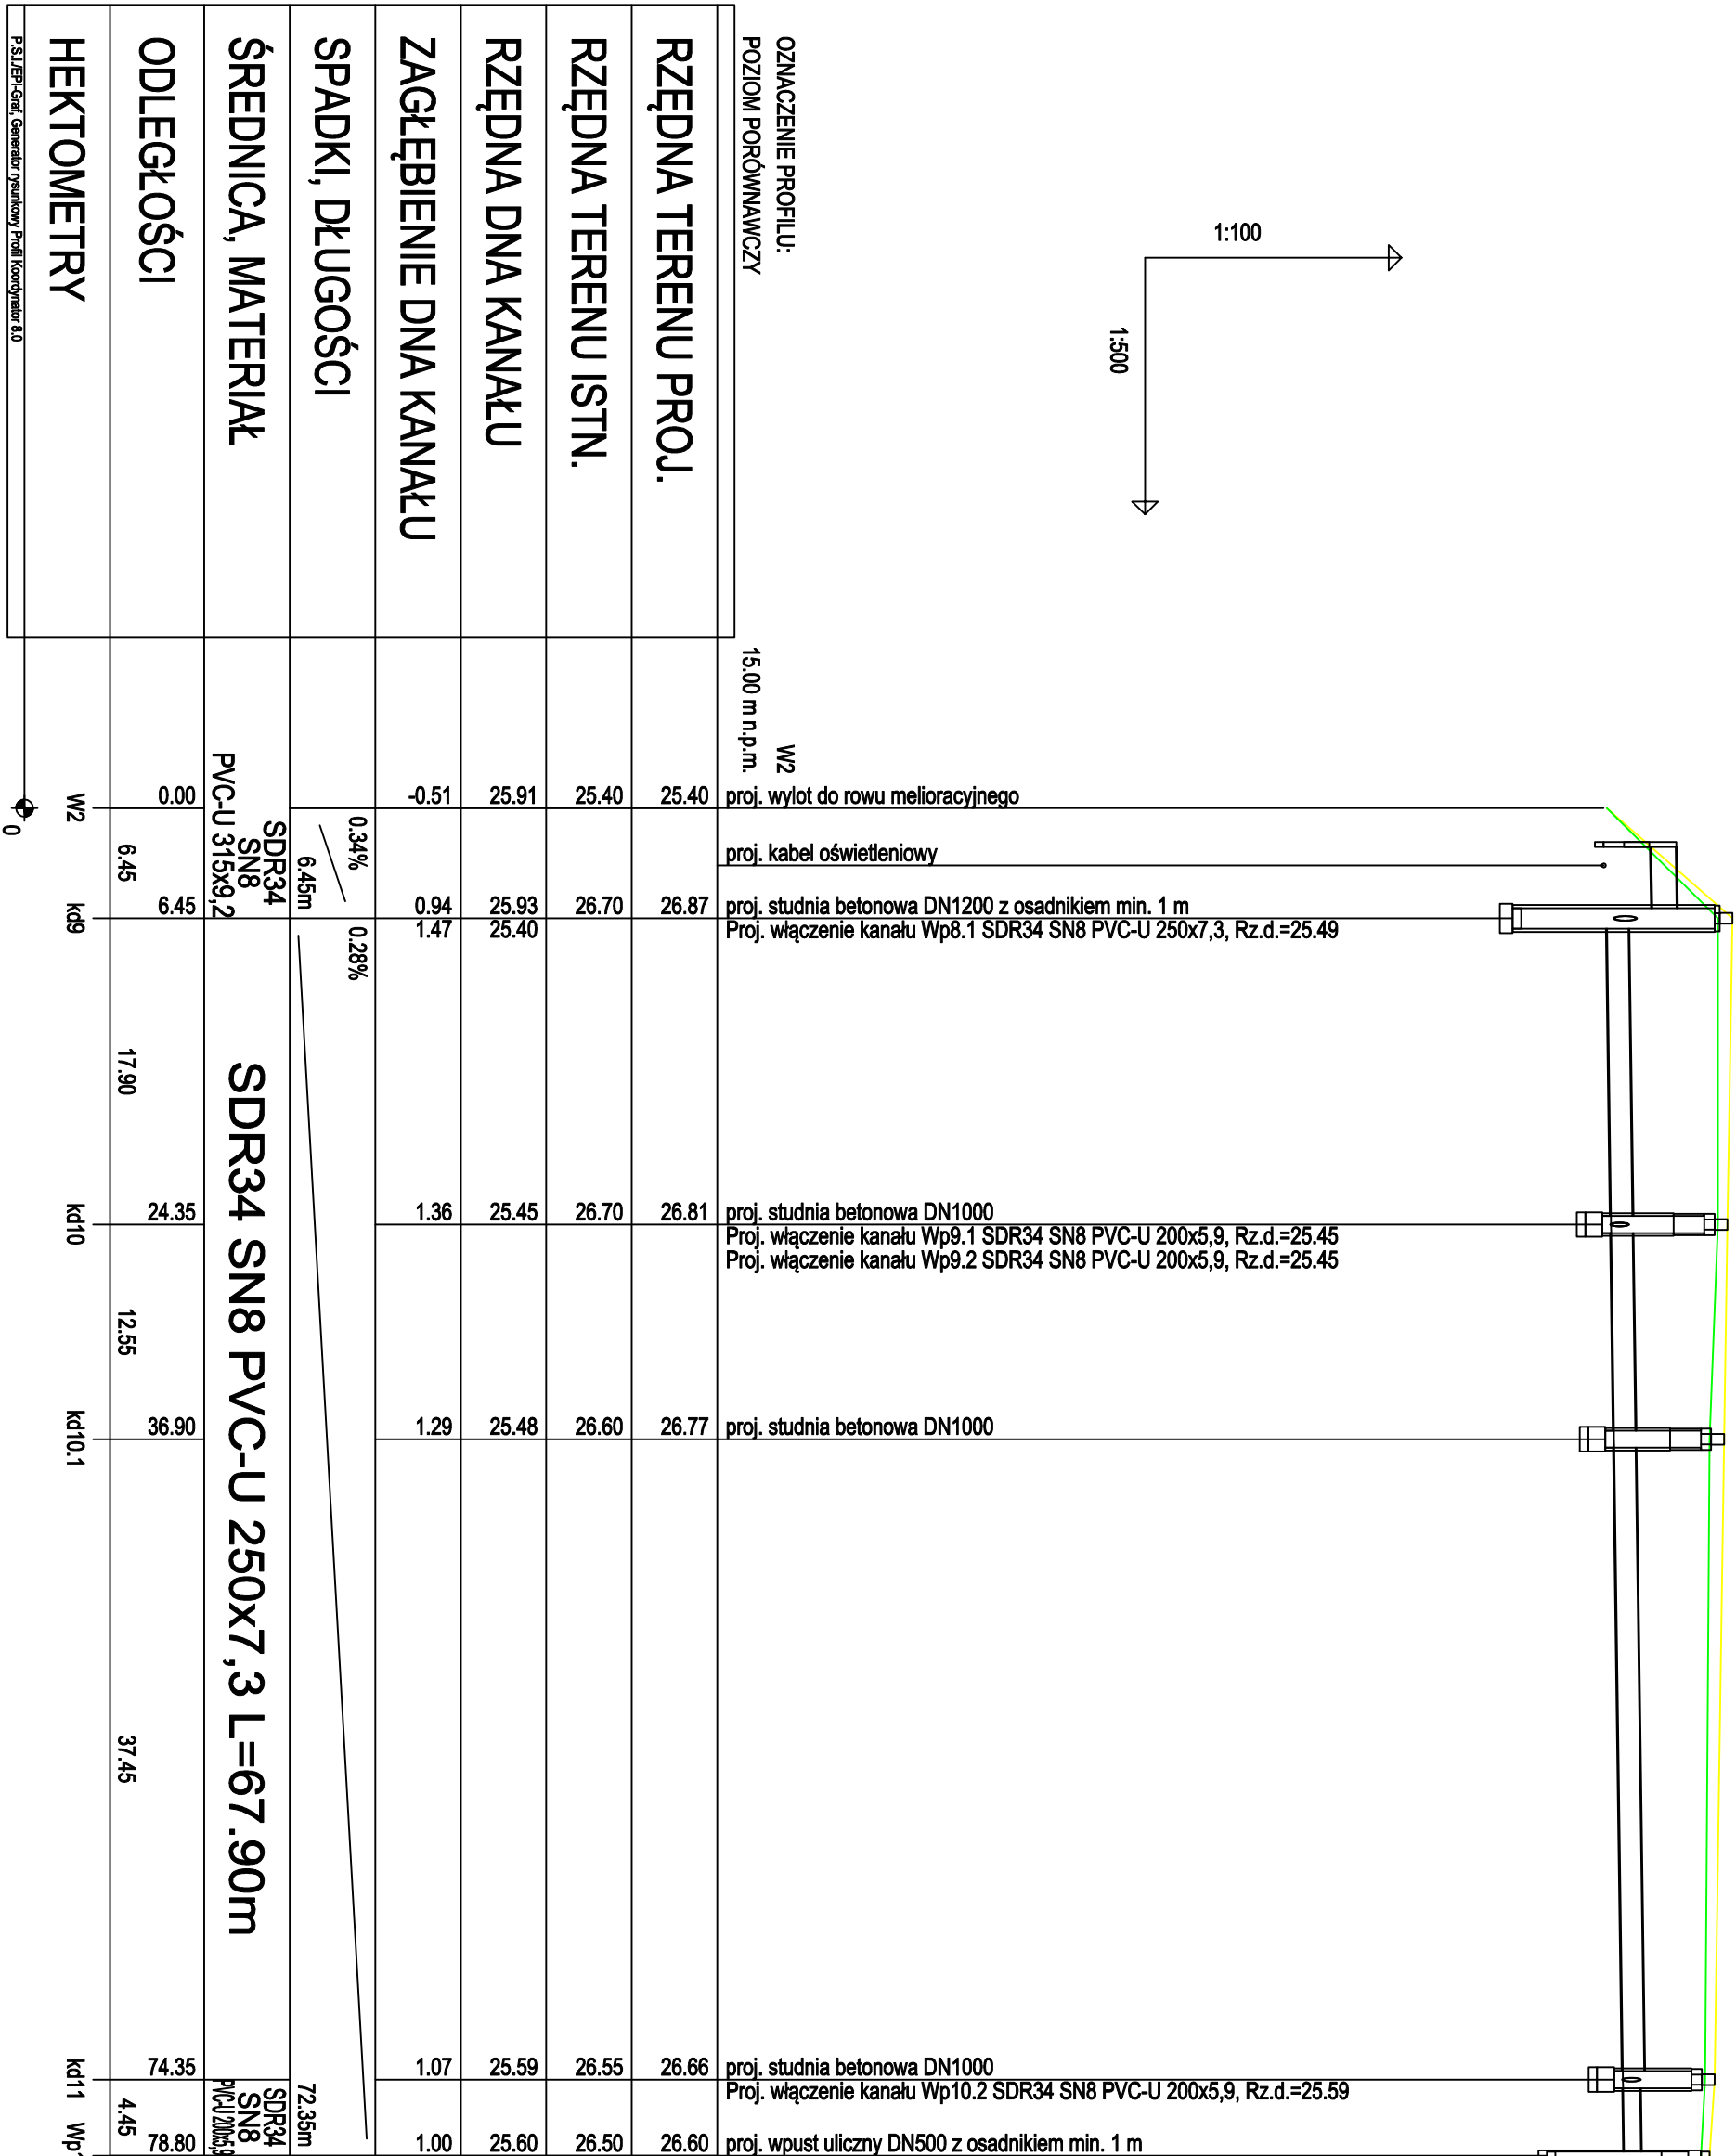 1:100
1:500
OZNACZENIE PROFILU:
W2
POZIOM PORÓWNAWCZY
15.00 m n.p.m.
proj. wylot do rowu melioracyjnego
proj. kabel oświetleniowy
proj. studnia betonowa DN1200 z osadnikiem min. 1 m
Proj. włączenie kanału Wp8.1 SDR34 SN8 PVC-U 250x7,3, Rz.d.=25.49
proj. studnia betonowa DN1000
Proj. włączenie kanału Wp9.1 SDR34 SN8 PVC-U 200x5,9, Rz.d.=25.45
Proj. włączenie kanału Wp9.2 SDR34 SN8 PVC-U 200x5,9, Rz.d.=25.45
proj. studnia betonowa DN1000
proj. studnia betonowa DN1000
Proj. włączenie kanału Wp10.2 SDR34 SN8 PVC-U 200x5,9, Rz.d.=25.59
proj. wpust uliczny DN500 z osadnikiem min. 1 m
RZĘDNA TERENU PROJ.
25.40 26.87 26.81 26.77 26.66 26.60
RZĘDNA TERENU ISTN.
25.40 26.70 26.70 26.60 26.55 26.50
RZĘDNA DNA KANAŁU
25.91 25.93 25.40 25.45 25.48 25.59 25.60
ZAGŁĘBIENIE DNA KANAŁU
-0.51 0.94 1.47 1.36 1.29 1.07 1.00
SPADKI, DŁUGOŚCI
0.34% 0.28%
6.45m 72.35m
ŚREDNICA, MATERIAŁ
SDR34
SN8
PVC-U 315x9,2
SDR34 SN8 PVC-U 250x7,3 L=67.90m
SDR34
SN8
PVC-U 200x5,9
ODLEGŁOŚCI
0.00 6.45 24.35 36.90 74.35 78.80
6.45 17.90 12.55 37.45 4.45
HEKTOMETRY
W2 kd9 kd10 kd10.1 kd11
0
P.S.I./EPI-Graf, Generator rysunkowy Profil Koordynator 8.0